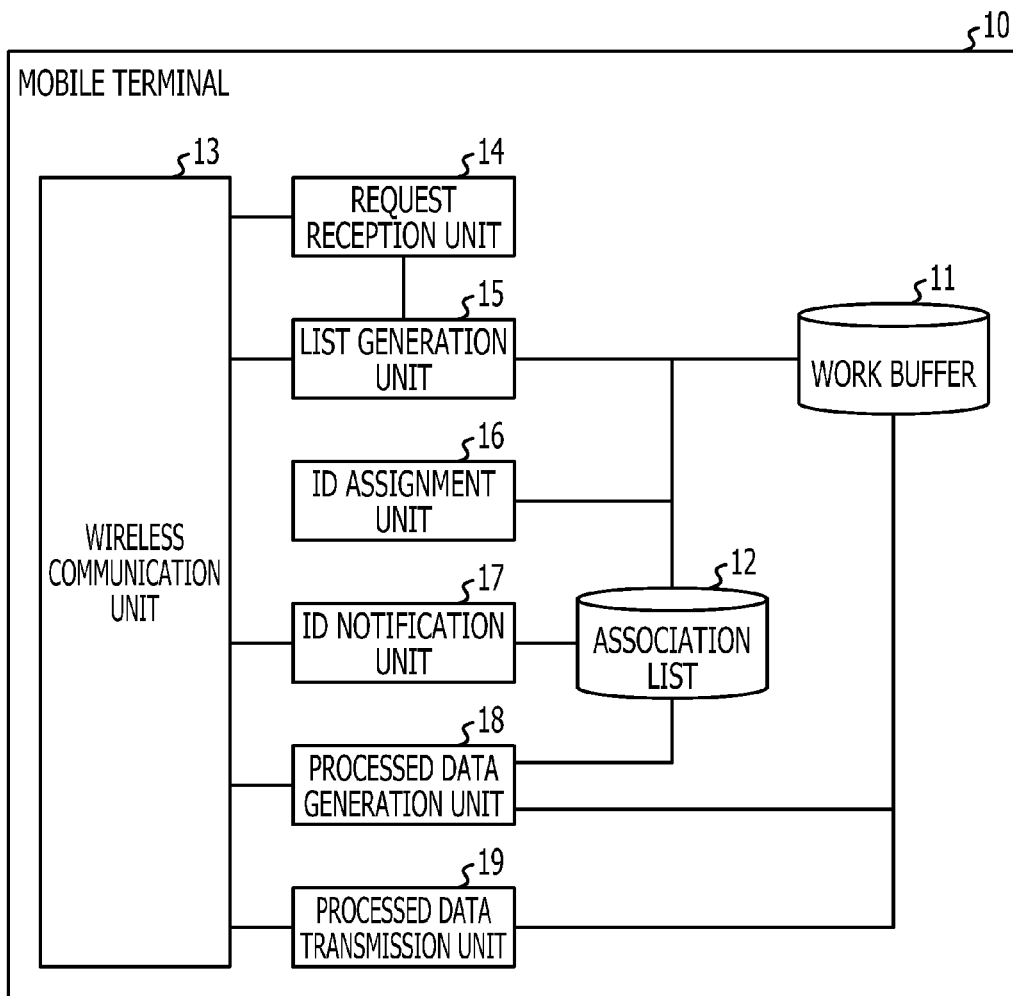 10
MOBILE TERMINAL
13
14
REQUEST
RECEPTION UNIT
15
LIST GENERATION
UNIT
11
WORK BUFFER
16
ID ASSIGNMENT
UNIT
WIRELESS
COMMUNICATION
UNIT
17
ID NOTIFICATION
UNIT
12
ASSOCIATION
LIST
18
PROCESSED DATA
GENERATION UNIT
19
PROCESSED DATA
TRANSMISSION UNIT